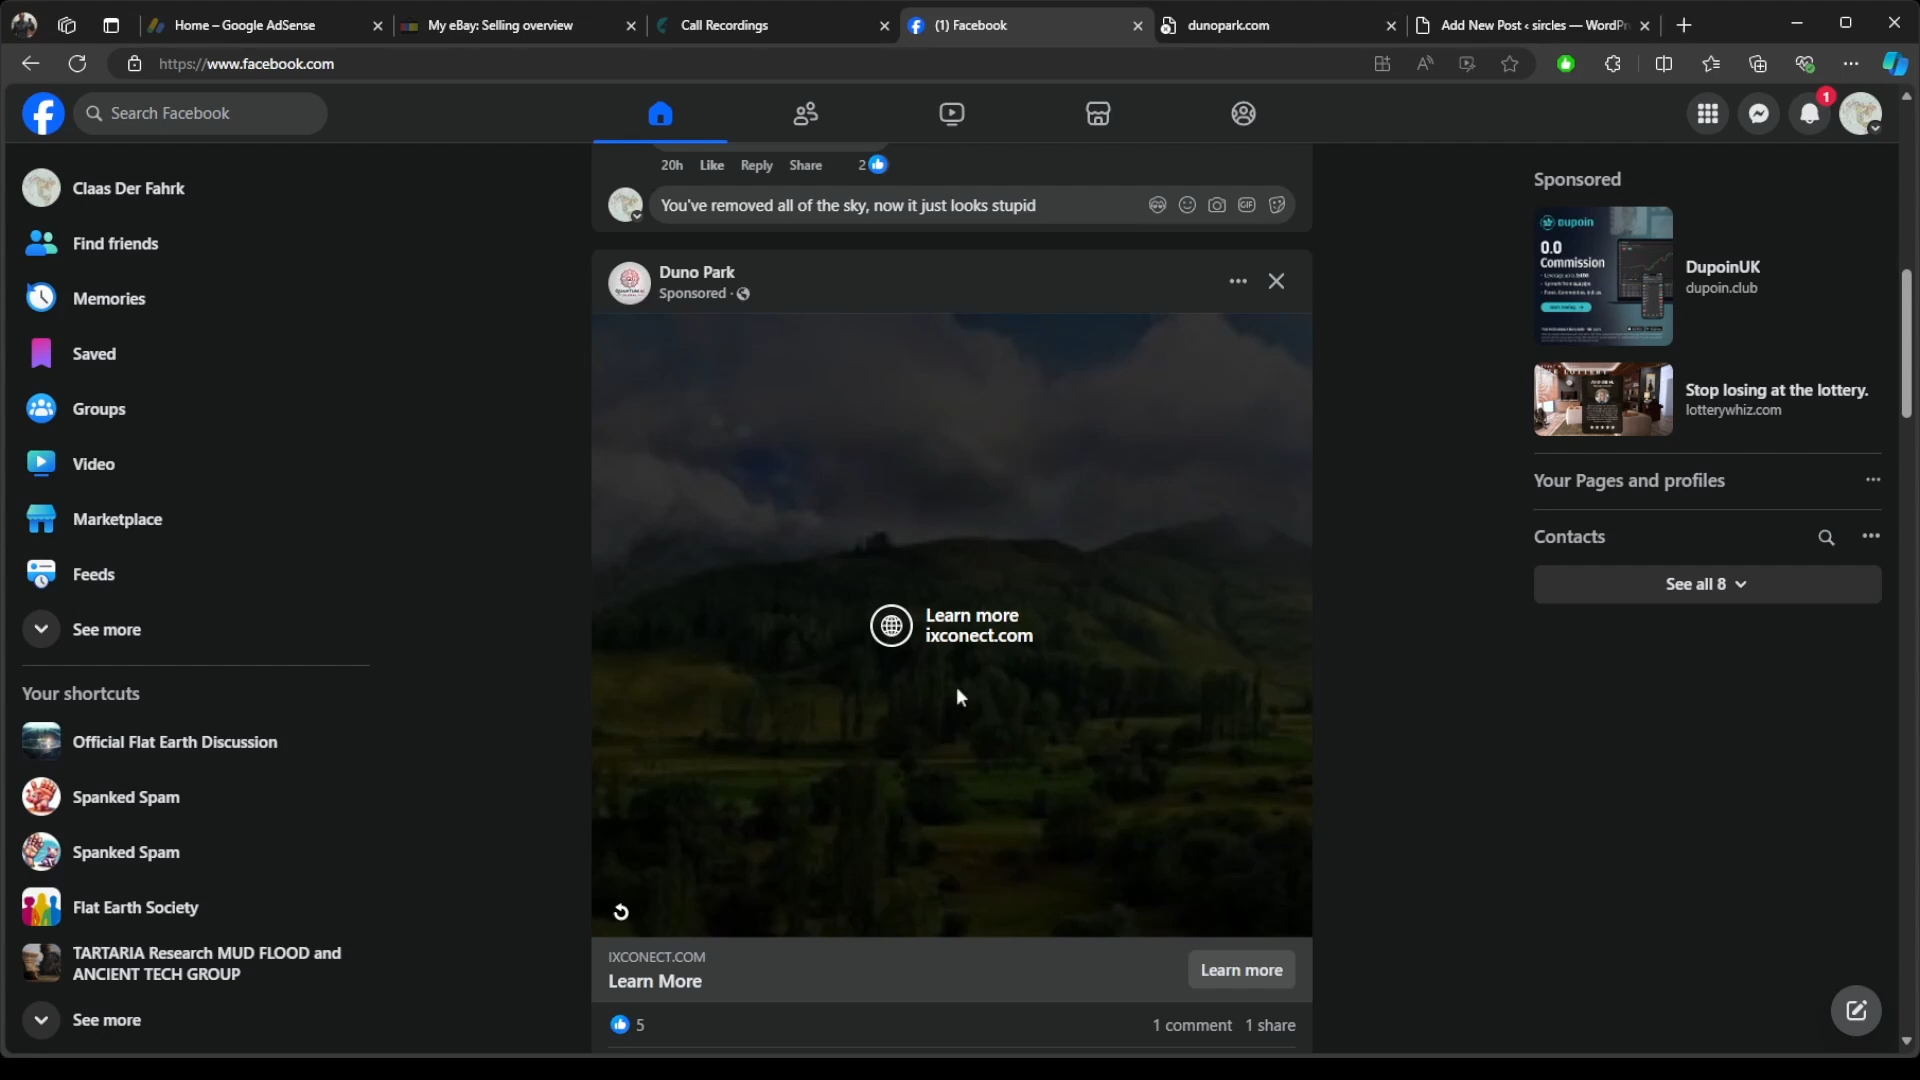 Home – Google AdSense
My eBay: Selling overview
Call Recordings
(1) Facebook
dunopark.com
Add New Post ‹ sircles — WordPr
https://www.facebook.com
Search Facebook
1
20h Like Reply Share 2
You've removed all of the sky, now it just looks stupid
GIF
Claas Der Fahrk
Find friends
Memories
Saved
Groups
Video
Marketplace
Feeds
See more
Your shortcuts
Official Flat Earth Discussion
Spanked Spam
Spanked Spam
Flat Earth Society
TARTARIA Research MUD FLOOD and
ANCIENT TECH GROUP
See more
Duno Park
Sponsored ·
Learn more
ixconect.com
IXCONECT.COM
Learn More
Learn more
5
1 comment 1 share
Sponsored
Dupoin
0.0
Commission
DupoinUK
dupoin.club
Stop losing at the lottery.
lotterywhiz.com
Your Pages and profiles
Contacts
See all 8